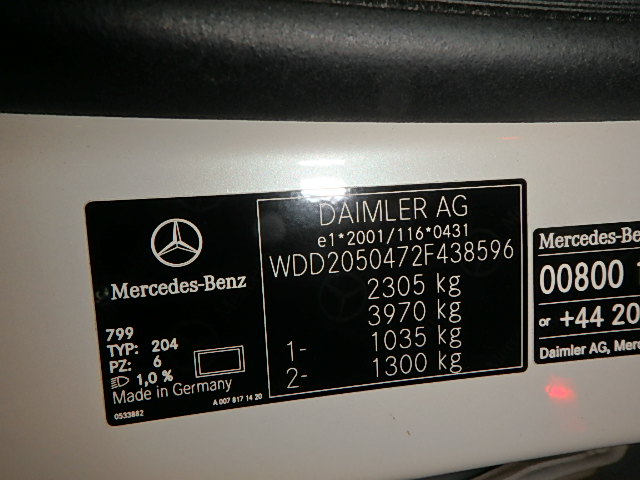 DAIMLER AG
e1*2001/116*0431
WDD2050472F438596
2305 kg
3970 kg
1- 1035 kg
2- 1300 kg
Mercedes-Benz
799
TYP: 204
PZ: 6
1,0 %
Made in Germany
0533882
A 007 817 14 20
Mercedes-Be
00800 1
or +44 20
Daimler AG, Merc